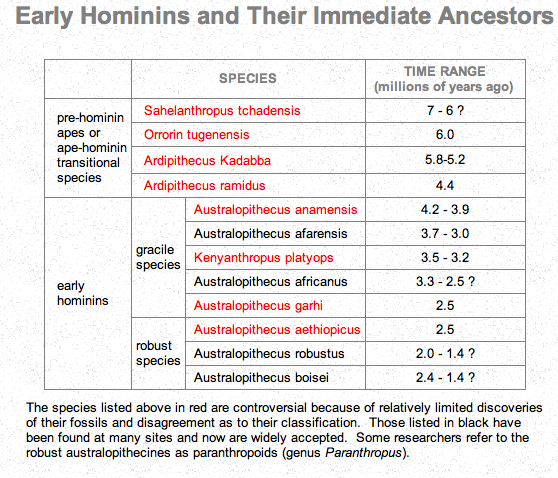 Early Hominins and Their Immediate Ancestors
SPECIES
TIME RANGE
(millions of years ago)
pre-hominin
apes or
ape-hominin
transitional
species
Sahelanthropus tchadensis
7 - 6 ?
Orrorin tugenensis
6.0
Ardipithecus Kadabba
5.8-5.2
Ardipithecus ramidus
4.4
early
hominins
gracile
species
Australopithecus anamensis
4.2 - 3.9
Australopithecus afarensis
3.7 - 3.0
Kenyanthropus platyops
3.5 - 3.2
Australopithecus africanus
3.3 - 2.5 ?
Australopithecus garhi
2.5
robust
species
Australopithecus aethiopicus
2.5
Australopithecus robustus
2.0 - 1.4 ?
Australopithecus boisei
2.4 - 1.4 ?
The species listed above in red are controversial because of relatively limited discoveries
of their fossils and disagreement as to their classification.  Those listed in black have
been found at many sites and now are widely accepted.  Some researchers refer to the
robust australopithecines as paranthropoids (genus Paranthropus).